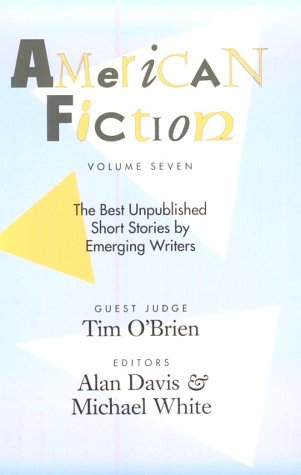 AMeriCAN
FictioN
VOLUME SEVEN
The Best Unpublished
Short Stories by
Emerging Writers
GUEST JUDGE
Tim O'Brien
EDITORS
Alan Davis &
Michael White